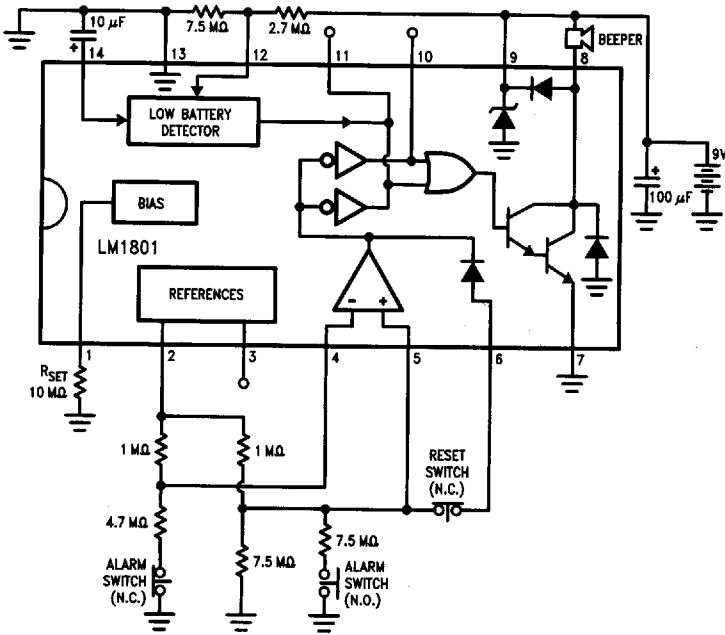 10 μF
+
14
13
7.5 MΩ
12
2.7 MΩ
11
10
9
BEEPER
8
LOW BATTERY
DETECTOR
9V
+
+
100 μF
BIAS
LM1801
REFERENCES
-
+
1
2
3
4
5
6
7
RSET
10 MΩ
1 MΩ
1 MΩ
RESET
SWITCH
(N.C.)
4.7 MΩ
7.5 MΩ
7.5 MΩ
ALARM
SWITCH
(N.C.)
ALARM
SWITCH
(N.O.)